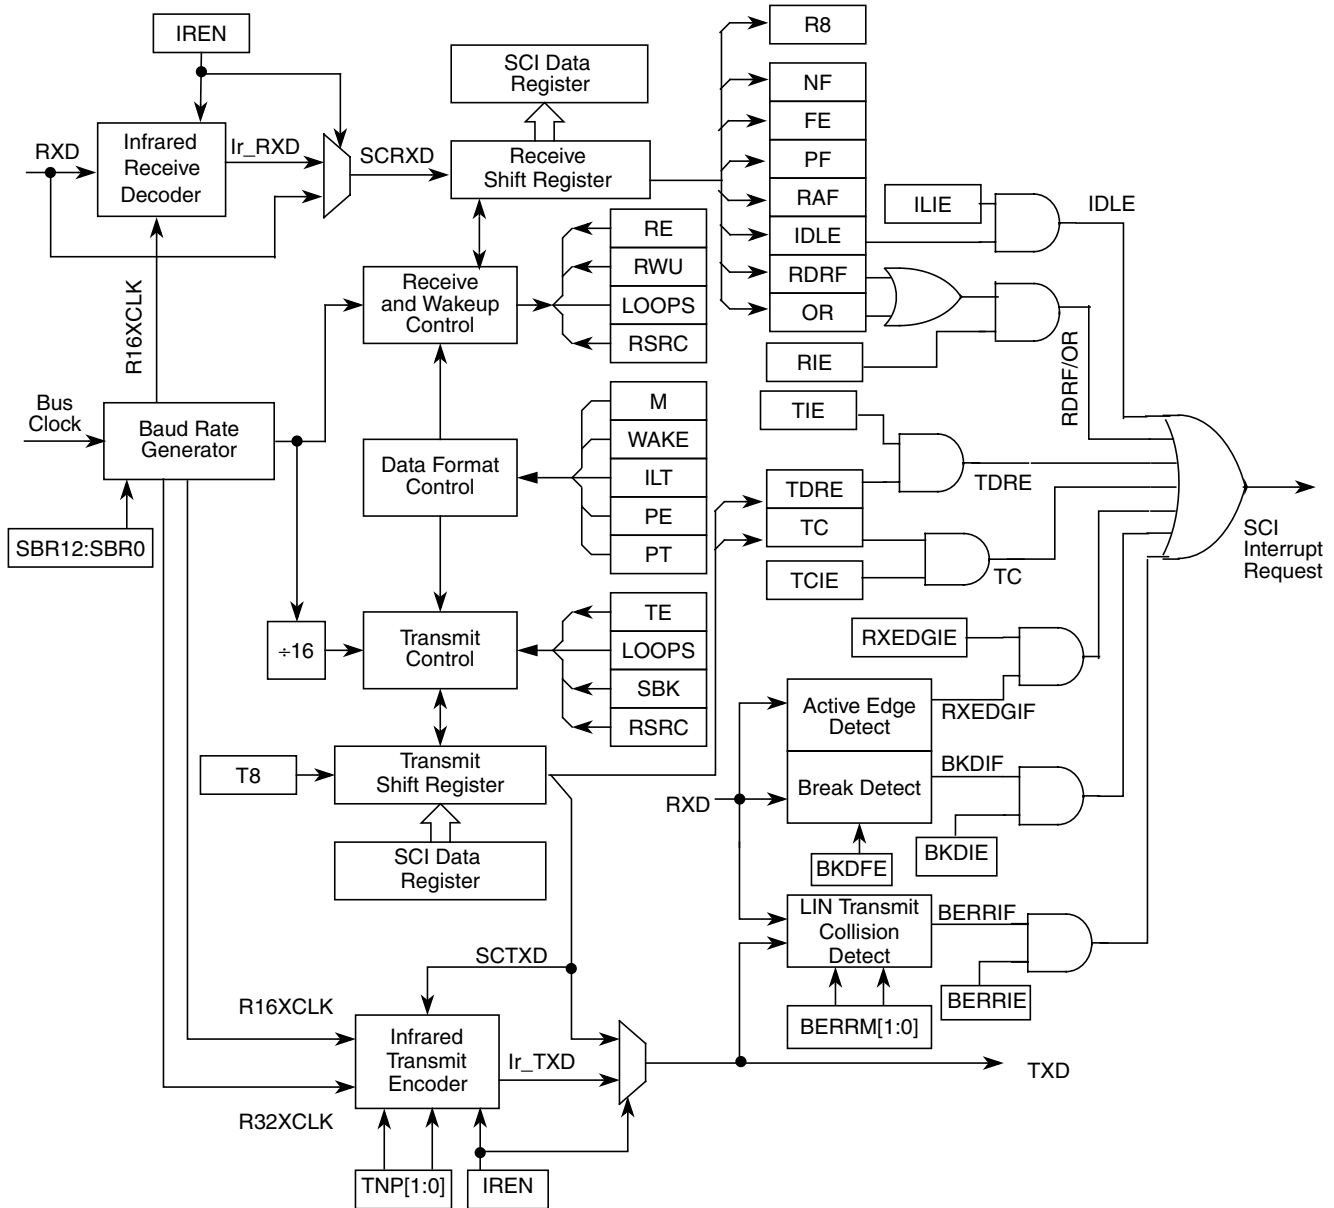 IREN
SCI Data
Register
R8
NF
FE
PF
RAF
IDLE
RDRF
OR
RXD
Infrared
Receive
Decoder
Ir_RXD
SCRXD
Receive
Shift Register
ILIE
IDLE
R16XCLK
Receive
and Wakeup
Control
RE
RWU
LOOPS
RSRC
RIE
RDRF/OR
Bus
Clock
Baud Rate
Generator
SBR12:SBR0
Data Format
Control
M
WAKE
ILT
PE
PT
TIE
TDRE
TC
TCIE
TDRE
TC
SCI
Interrupt
Request
÷16
Transmit
Control
TE
LOOPS
SBK
RSRC
RXEDGIE
Active Edge
Detect
RXEDGIF
T8
Transmit
Shift Register
RXD
Break Detect
BKDIF
BKDIE
BKDFE
SCI Data
Register
LIN Transmit
Collision
Detect
BERRIF
BERRIE
BERRM[1:0]
SCTXD
R16XCLK
Infrared
Transmit
Encoder
Ir_TXD
R32XCLK
TXD
TNP[1:0]
IREN